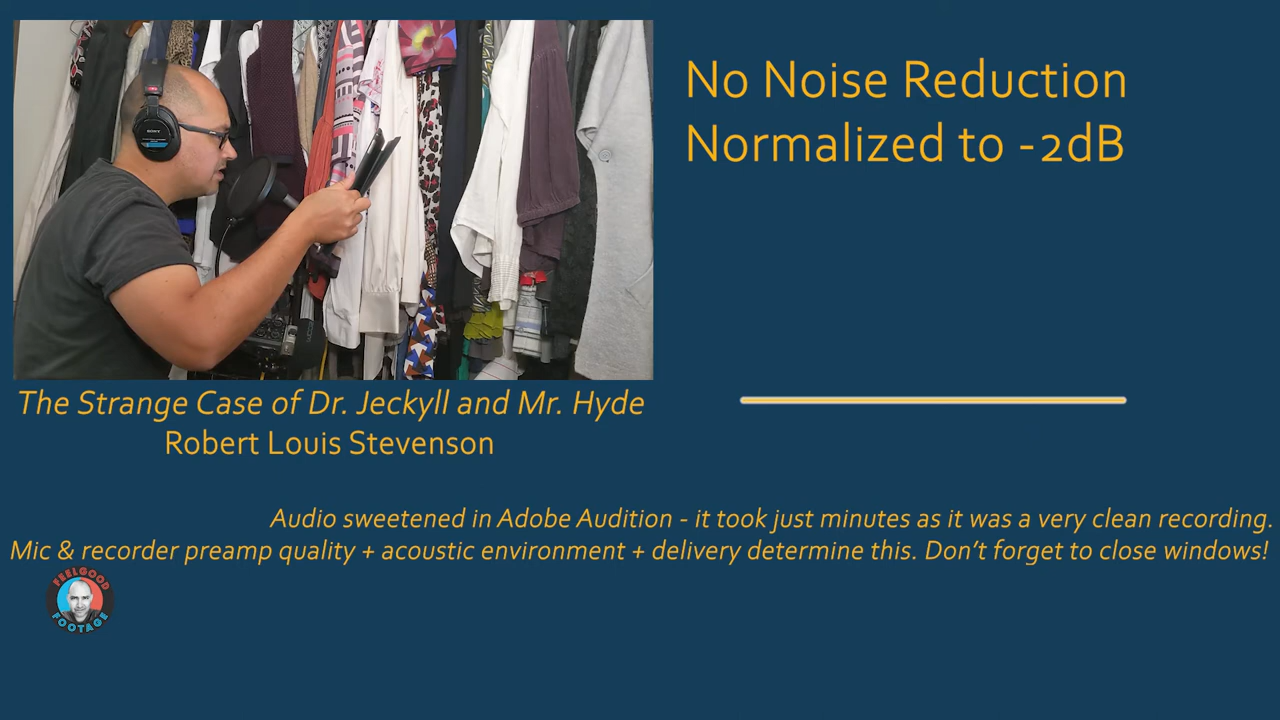 No Noise Reduction
Normalized to -2dB
SONY
The Strange Case of Dr. Jeckyll and Mr. Hyde
Robert Louis Stevenson
Audio sweetened in Adobe Audition - it took just minutes as it was a very clean recording.
Mic & recorder preamp quality + acoustic environment + delivery determine this. Don't forget to close windows!
FEELGOOD
FOOTAGE